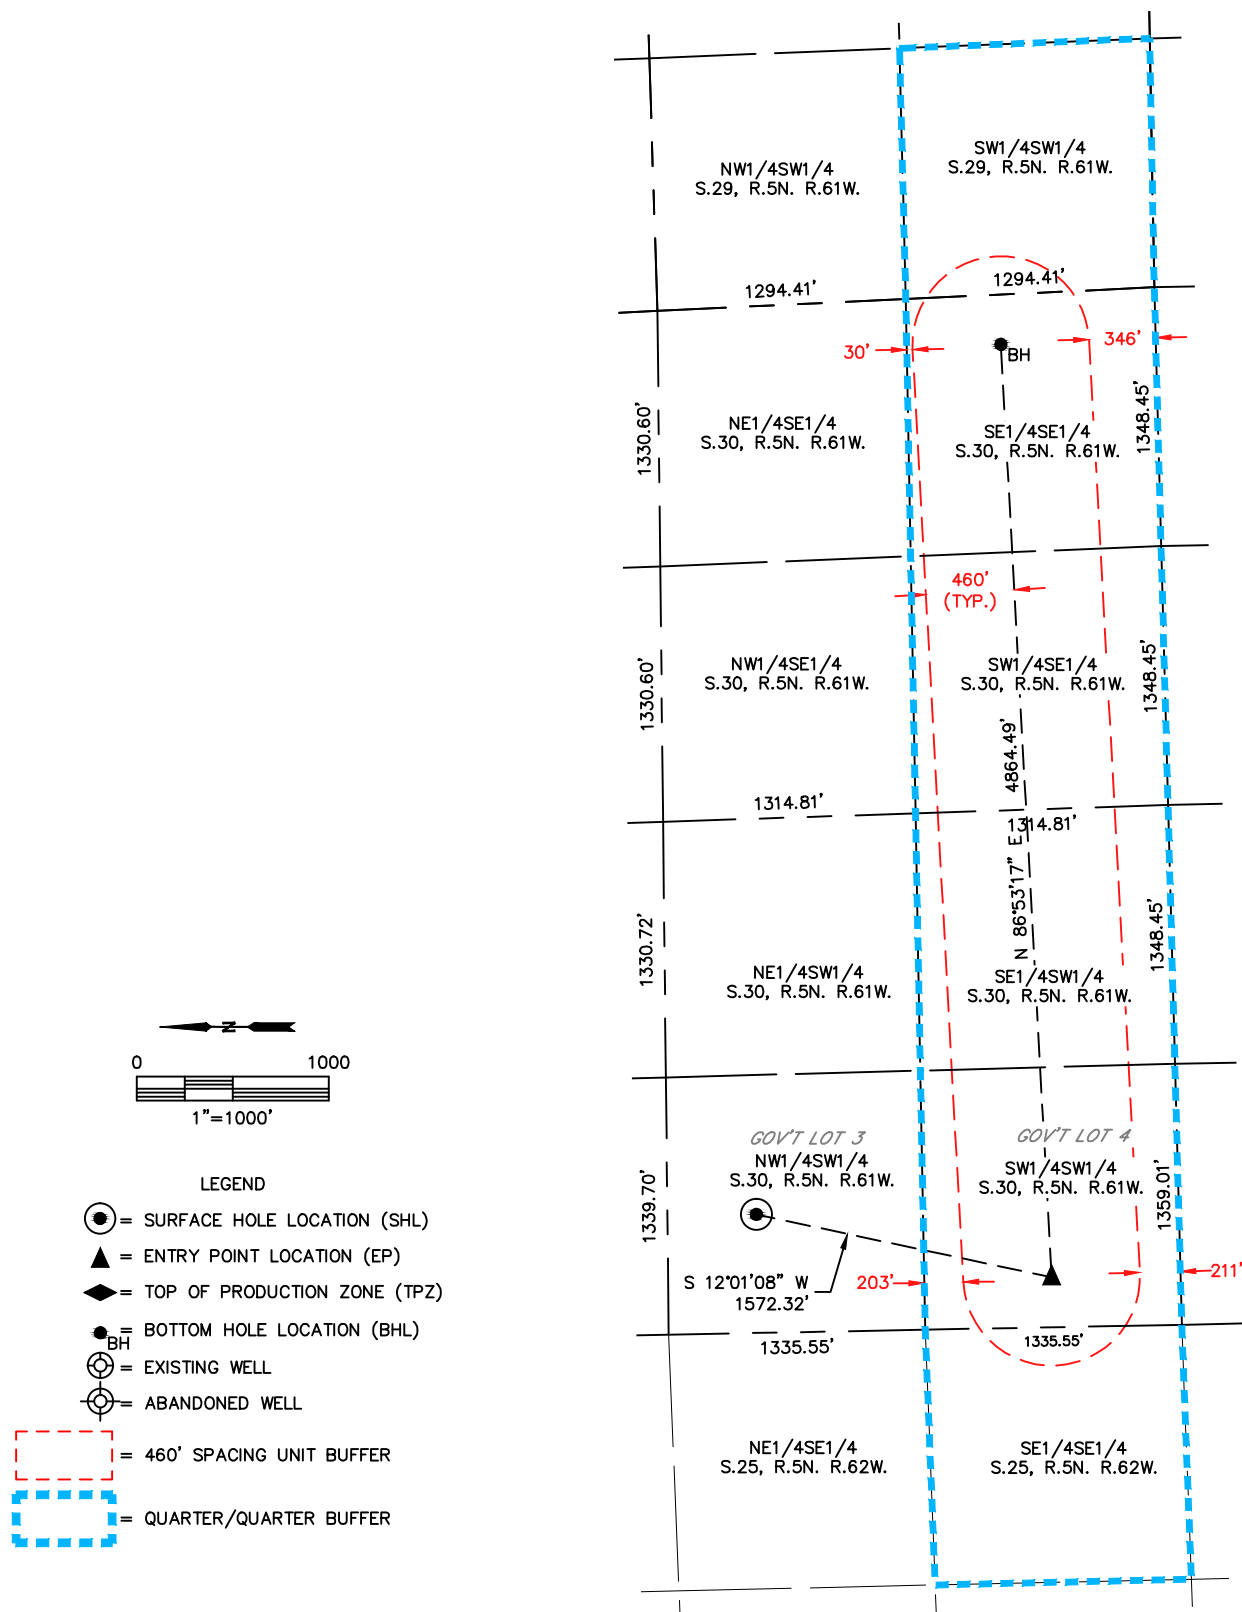 SW1/4SW1/4
S.29, R.5N. R.61W.
NW1/4SW1/4
S.29, R.5N. R.61W.
1294.41'
1294.41'
30'
346'
BH
1330.60'
NE1/4SE1/4
S.30, R.5N. R.61W.
SE1/4SE1/4
S.30, R.5N. R.61W.
1348.45'
460'
(TYP.)
1330.60'
NW1/4SE1/4
S.30, R.5N. R.61W.
SW1/4SE1/4
S.30, R.5N. R.61W.
1348.45'
N 86°53'17" E 4864.49'
1314.81'
1314.81'
1330.72'
NE1/4SW1/4
S.30, R.5N. R.61W.
SE1/4SW1/4
S.30, R.5N. R.61W.
1348.45'
N
0 1000
1"=1000'
GOV'T LOT 3
NW1/4SW1/4
S.30, R.5N. R.61W.
GOV'T LOT 4
SW1/4SW1/4
S.30, R.5N. R.61W.
1339.70'
1359.01'
S 12°01'08" W
1572.32'
203'
211'
1335.55'
1335.55'
NE1/4SE1/4
S.25, R.5N. R.62W.
SE1/4SE1/4
S.25, R.5N. R.62W.
LEGEND
= SURFACE HOLE LOCATION (SHL)
= ENTRY POINT LOCATION (EP)
= TOP OF PRODUCTION ZONE (TPZ)
BH = BOTTOM HOLE LOCATION (BHL)
= EXISTING WELL
= ABANDONED WELL
= 460' SPACING UNIT BUFFER
= QUARTER/QUARTER BUFFER